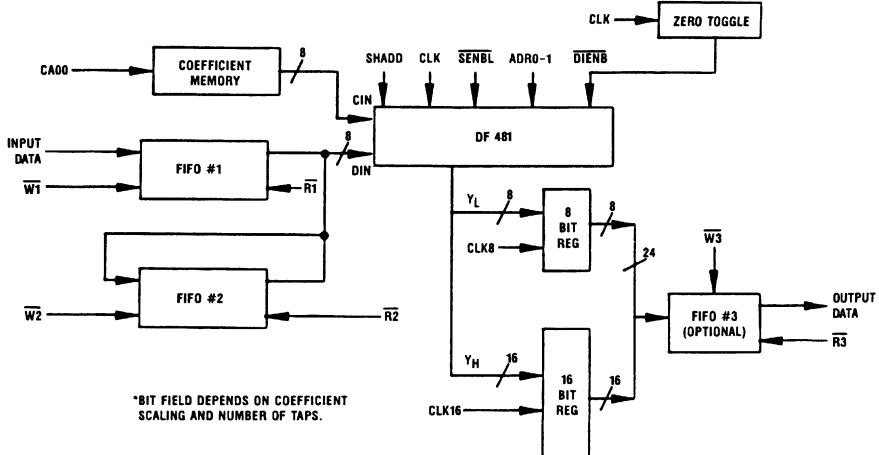 CLK
ZERO TOGGLE
CA00
COEFFICIENT
MEMORY
8
SHADD
CLK
SENBL
ADR0-1
DIENB
CIN
DF 481
INPUT
DATA
FIFO #1
W1
R1
8
DIN
YL
8
8
BIT
REG
8
CLK8
24
W3
FIFO #2
W2
R2
FIFO #3
(OPTIONAL)
OUTPUT
DATA
R3
YH
16
16
BIT
REG
16
CLK16
*BIT FIELD DEPENDS ON COEFFICIENT
SCALING AND NUMBER OF TAPS.